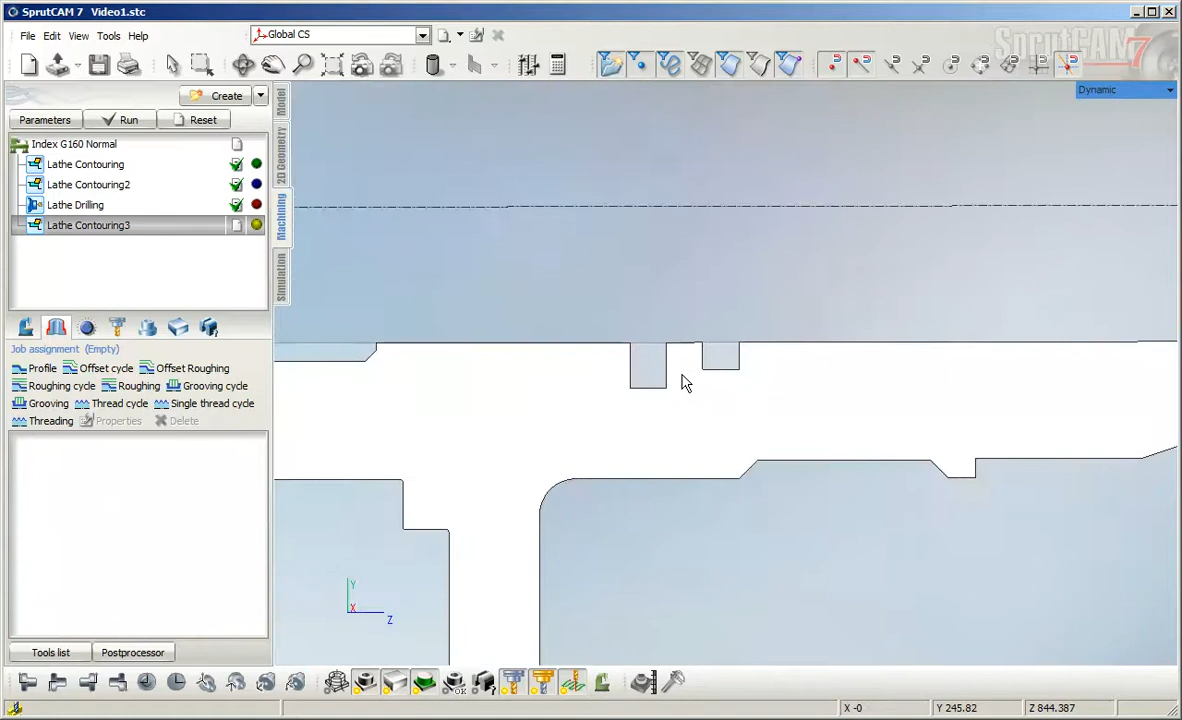 SprutCAM 7 Video1.stc
File Edit View Tools Help
Global CS
SprutCAM 7
Create
Dynamic
Parameters Run Reset
Index G160 Normal
Lathe Contouring
Lathe Contouring2
Lathe Drilling
Lathe Contouring3
Model
2D Geometry
Machining
Simulation
Job assignment (Empty)
Profile Offset cycle Offset Roughing
Roughing cycle Roughing Grooving cycle
Grooving Thread cycle Single thread cycle
Threading Properties Delete
Y
X
Z
Tools list Postprocessor
OK
X -0 Y 245.82 Z 844.387